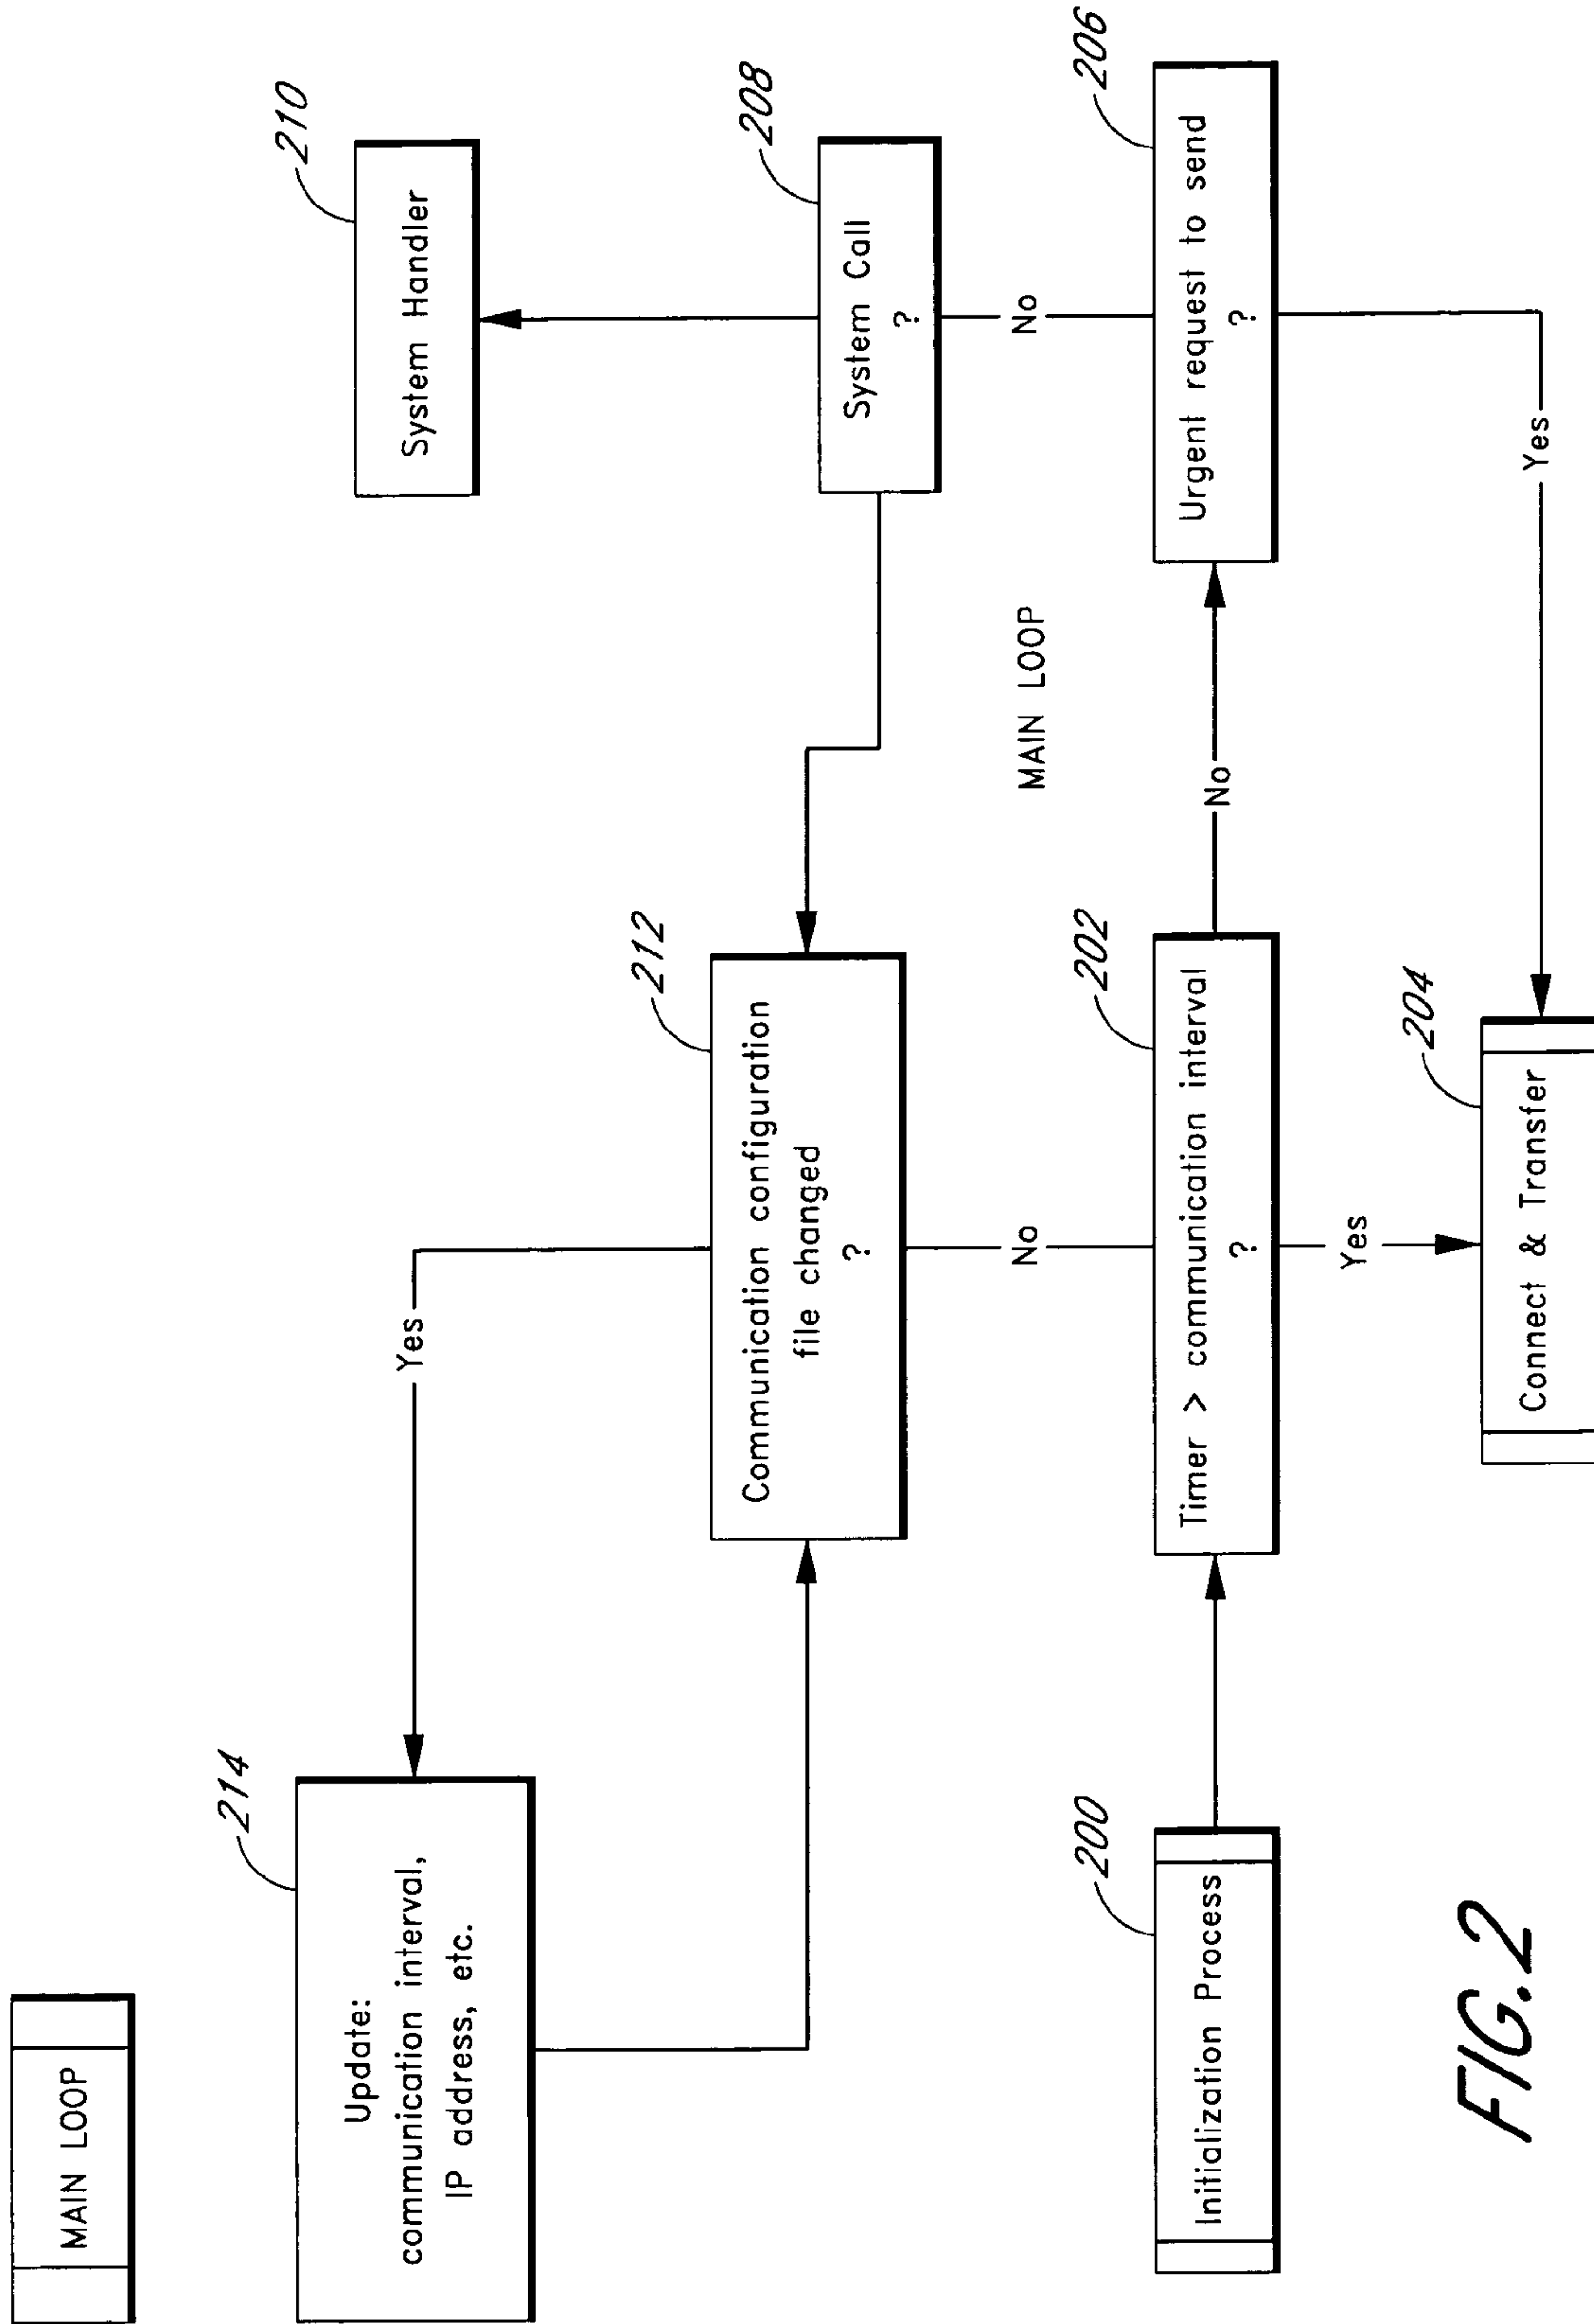 MAIN LOOP
214
Update:
communication interval,
IP address, etc.
Yes
210
System Handler
212
Communication configuration
file changed
?
208
System Call
?
No
MAIN LOOP
No
200
Initialization Process
202
Timer > communication interval
?
No
206
Urgent request to send
?
Yes
204
Connect & Transfer
Yes
FIG. 2